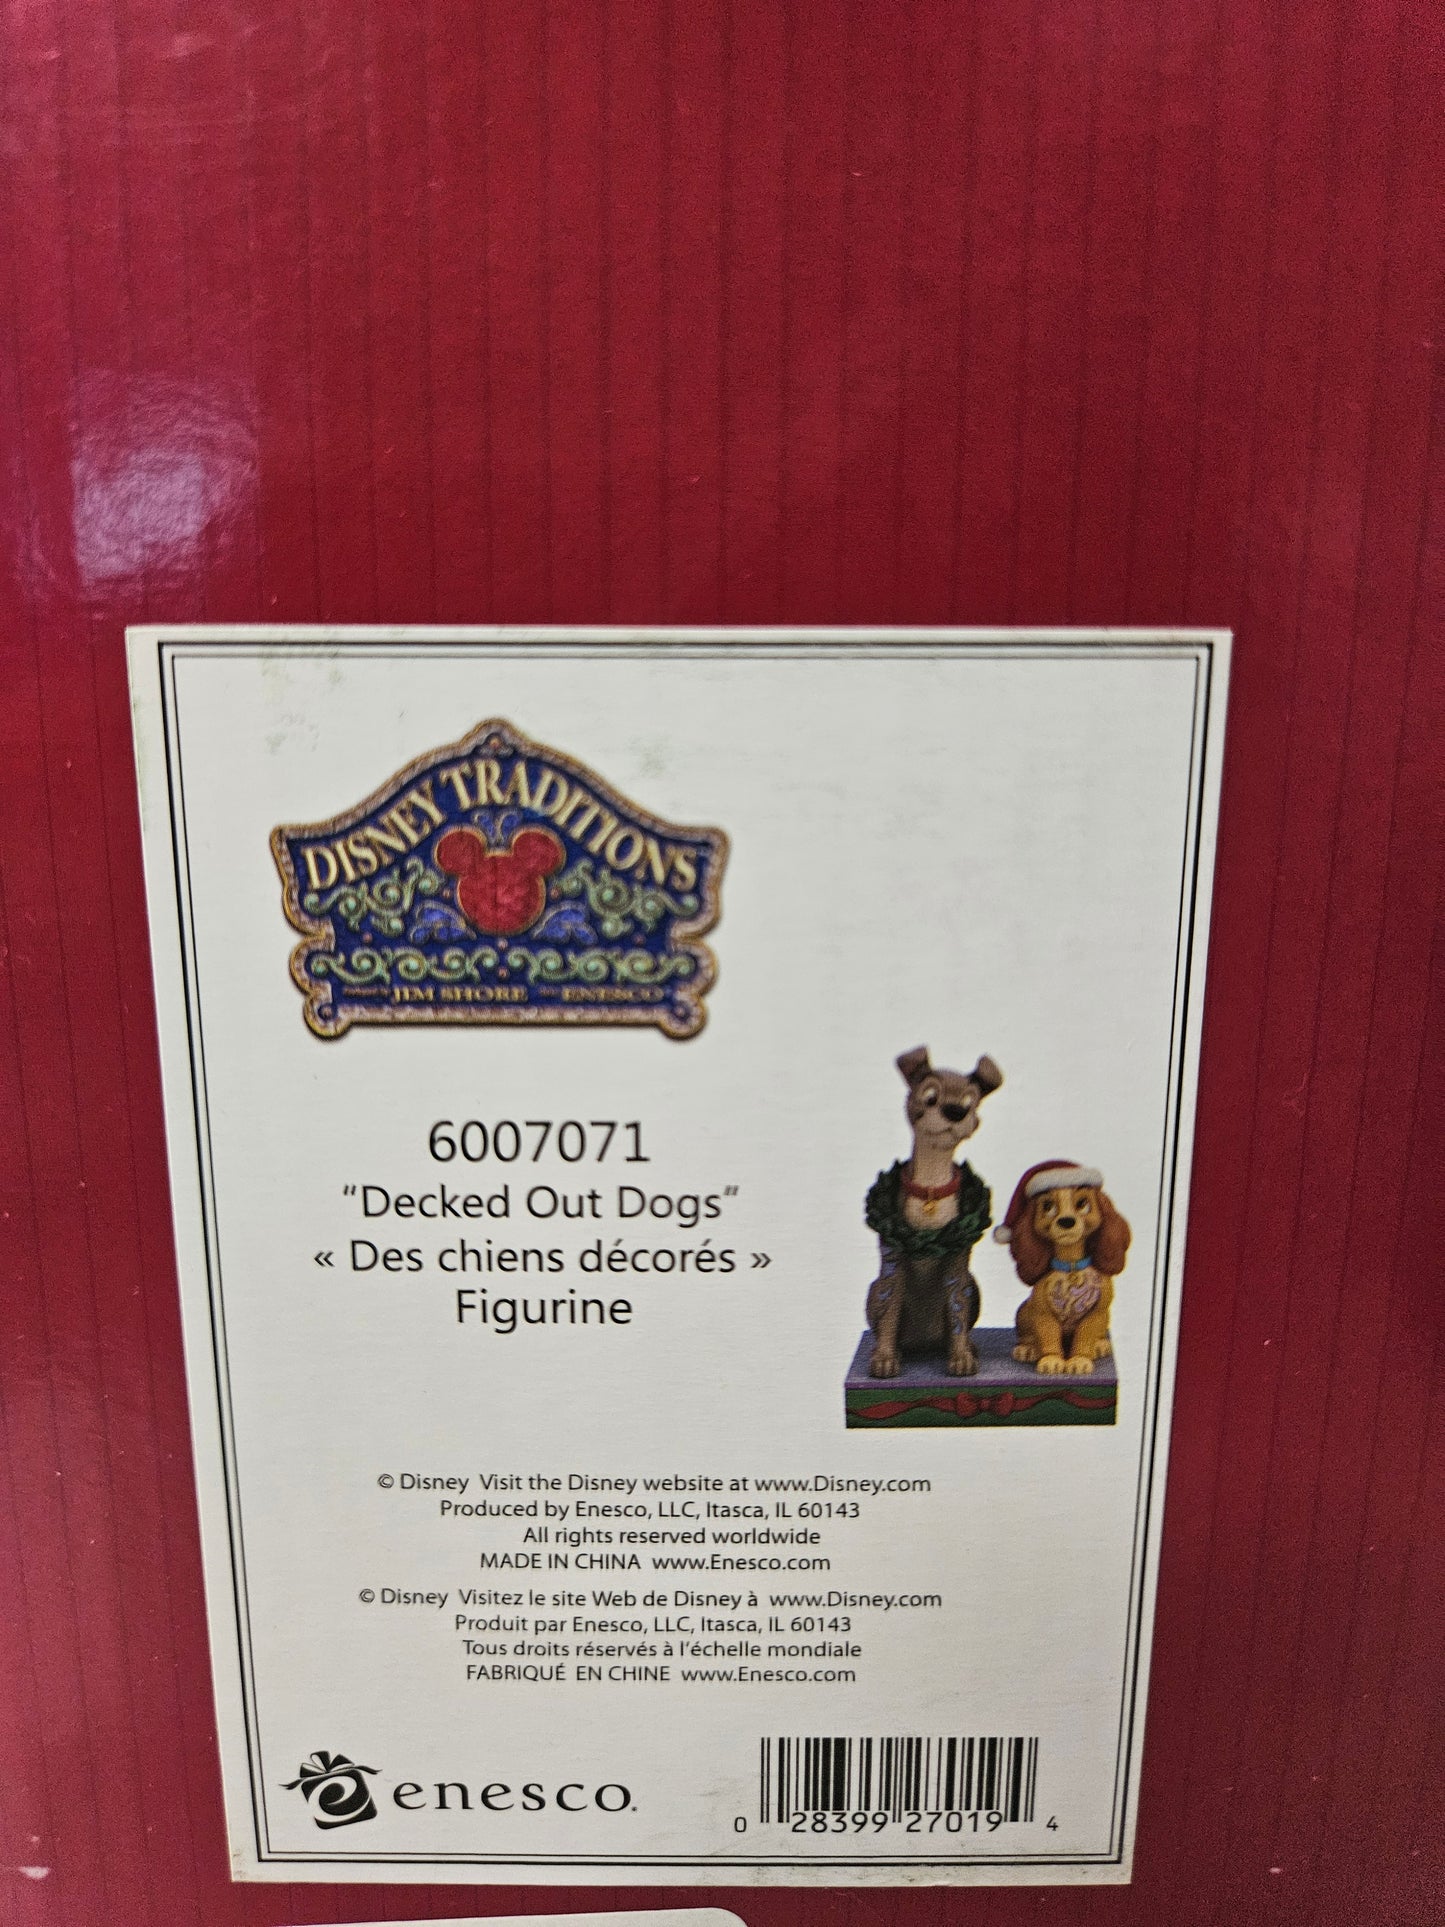 DISNEY TRADITIONS
JIM SHORE ENESCO
6007071
"Decked Out Dogs"
« Des chiens décorés »
Figurine
© Disney Visit the Disney website at www.Disney.com
Produced by Enesco, LLC, Itasca, IL 60143
All rights reserved worldwide
MADE IN CHINA www.Enesco.com
© Disney Visitez le site Web de Disney à www.Disney.com
Produit par Enesco, LLC, Itasca, IL 60143
Tous droits réservés à l'échelle mondiale
FABRIQUÉ EN CHINE www.Enesco.com
enesco.
0 28399 27019 4